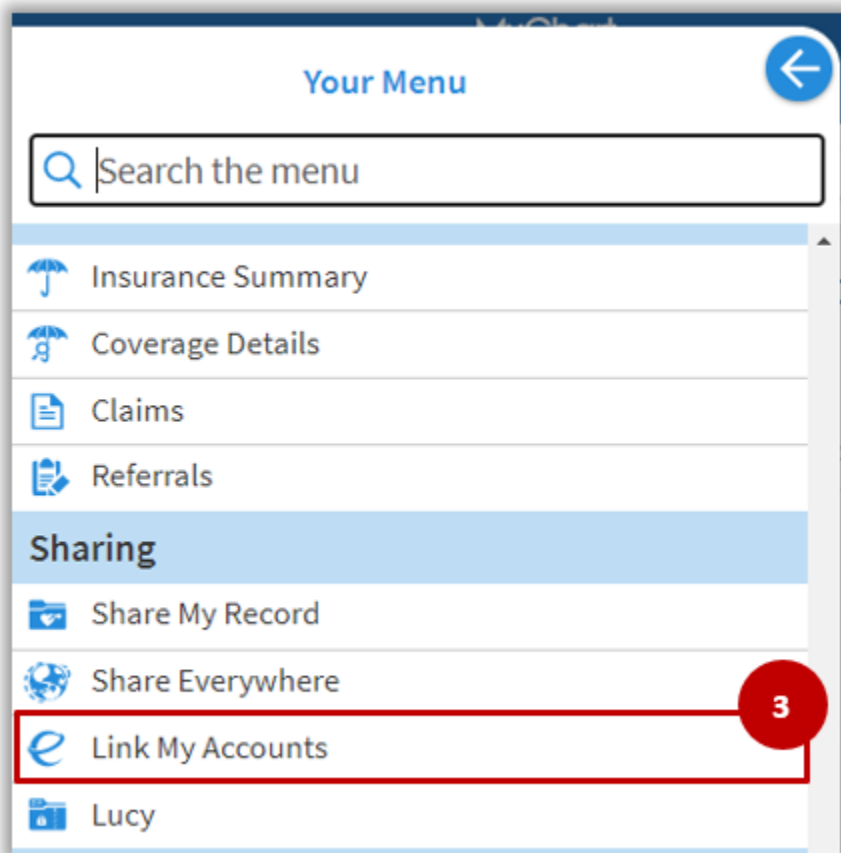 MyChart
Your Menu
Search the menu
Insurance Summary
Coverage Details
Claims
Referrals
Sharing
Share My Record
Share Everywhere
3
Link My Accounts
Lucy